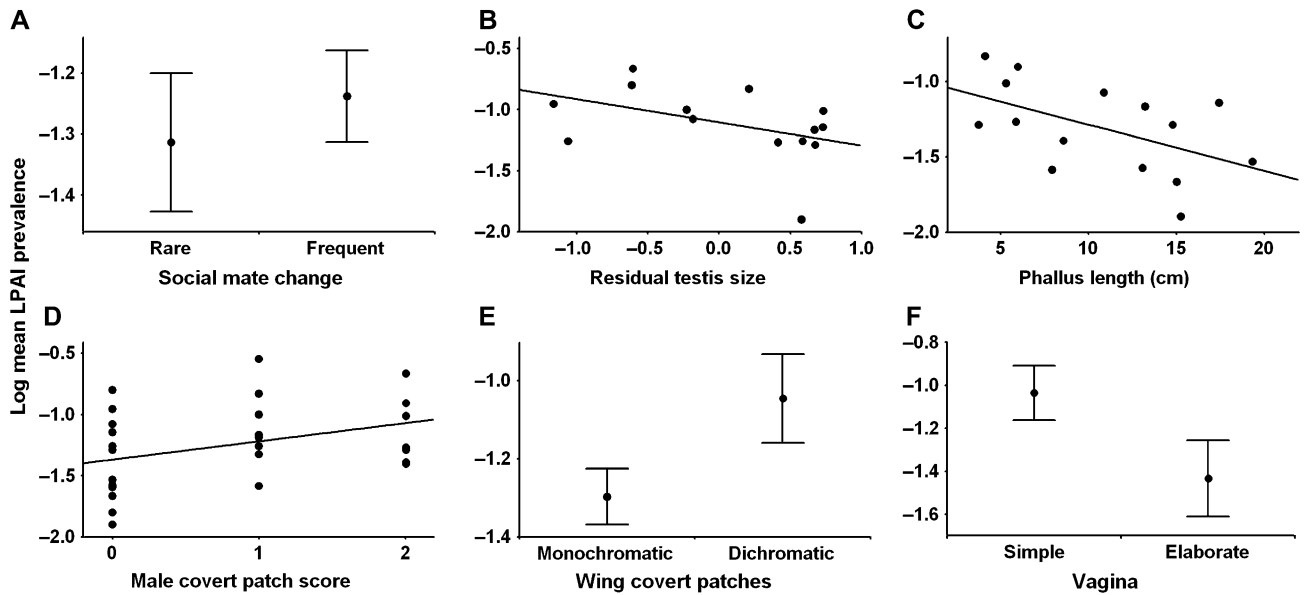 Log mean LPAI prevalence
A
–1.2
–1.3
–1.4
Rare Frequent
Social mate change
B
–0.5
–1.0
–1.5
–2.0
–1.0 –0.5 0.0 0.5 1.0
Residual testis size
C
–1.0
–1.5
–2.0
5 10 15 20
Phallus length (cm)
D
–0.5
–1.0
–1.5
–2.0
0 1 2
Male covert patch score
E
–1.0
–1.2
–1.4
Monochromatic Dichromatic
Wing covert patches
F
–0.8
–1.0
–1.2
–1.4
–1.6
Simple Elaborate
Vagina